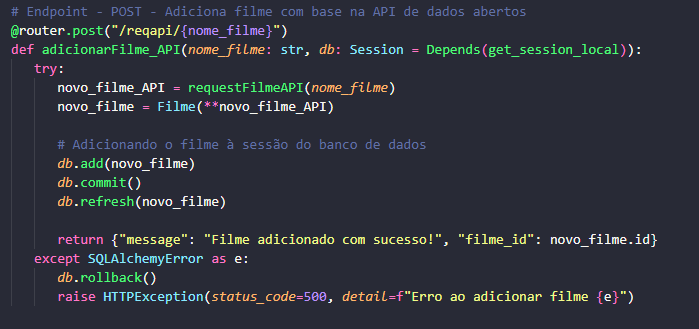 # Endpoint - POST - Adiciona filme com base na API de dados abertos
@router.post("/reqapi/{nome_filme}")
def adicionarFilme_API(nome_filme: str, db: Session = Depends(get_session_local)):
    try:
        novo_filme_API = requestFilmeAPI(nome_filme)
        novo_filme = Filme(**novo_filme_API)

        # Adicionando o filme à sessão do banco de dados
        db.add(novo_filme)
        db.commit()
        db.refresh(novo_filme)

        return {"message": "Filme adicionado com sucesso!", "filme_id": novo_filme.id}
    except SQLAlchemyError as e:
        db.rollback()
        raise HTTPException(status_code=500, detail=f"Erro ao adicionar filme {e}")